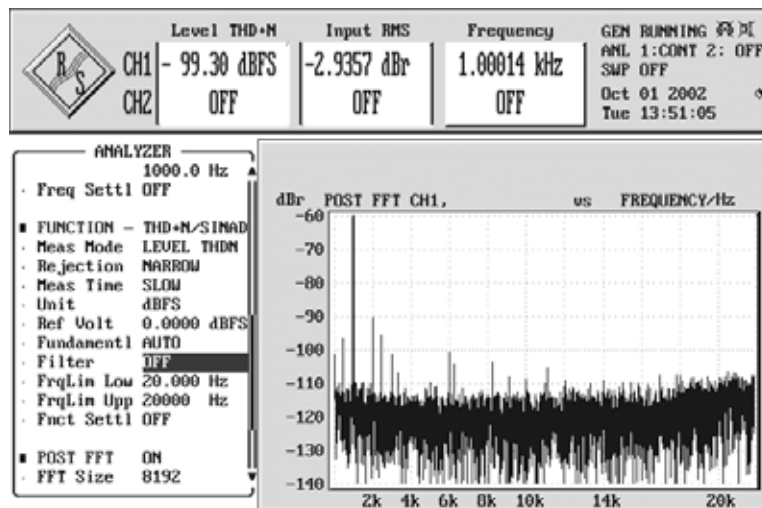 Level THD+N Input RMS Frequency
GEN RUNNING
R S
CH1 - 99.30 dBFS -2.9357 dBr 1.00014 kHz
ANL 1:CONT 2: OFF
SWP OFF
CH2 OFF OFF OFF
Oct 01 2002
Tue 13:51:05
ANALYZER
1000.0 Hz
Freq Settl OFF
FUNCTION - THD+N/SINAD
Meas Mode LEVEL THDN
Rejection NARROW
Meas Time SLOW
Unit dBFS
Ref Volt 0.0000 dBFS
Fundamentl AUTO
Filter OFF
FrqLim Low 20.000 Hz
FrqLim Upp 20000 Hz
Fnct Settl OFF
POST FFT ON
FFT Size 8192
dBr POST FFT CH1, vs FREQUENCY/Hz
-60
-70
-80
-90
-100
-110
-120
-130
-140
2k 4k 6k 8k 10k 14k 20k